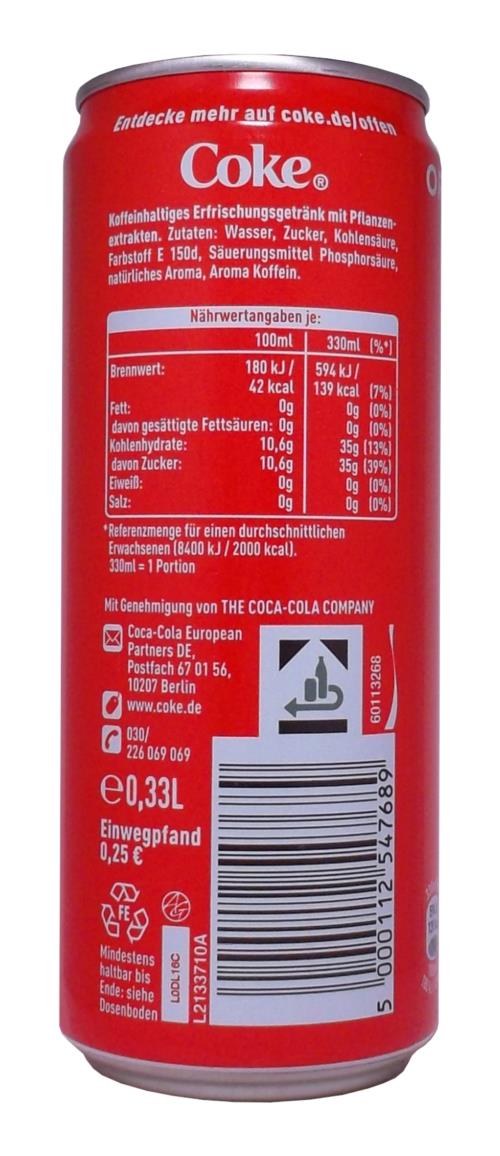 Entdecke mehr auf coke.de/offen
Coke®
Koffeinhaltiges Erfrischungsgetränk mit Pflanzen-
extrakten. Zutaten: Wasser, Zucker, Kohlensäure,
Farbstoff E 150d, Säuerungsmittel Phosphorsäure,
natürliches Aroma, Aroma Koffein.
Nährwertangaben je:
100ml 330ml (%*)
Brennwert: 180 kJ / 594 kJ /
42 kcal 139 kcal (7%)
Fett: 0g 0g (0%)
davon gesättigte Fettsäuren: 0g 0g (0%)
Kohlenhydrate: 10,6g 35g (13%)
davon Zucker: 10,6g 35g (39%)
Eiweiß: 0g 0g (0%)
Salz: 0g 0g (0%)
*Referenzmenge für einen durchschnittlichen
Erwachsenen (8400 kJ / 2000 kcal).
330ml = 1 Portion
Mit Genehmigung von THE COCA-COLA COMPANY
Coca-Cola European
Partners DE,
Postfach 67 01 56,
10207 Berlin
www.coke.de
030/
226 069 069
60113268
e0,33L
Einwegpfand
0,25 €
FE
Mindestens
haltbar bis
Ende: siehe
Dosenboden
LODL16C
L2133710A
5 000112 547689